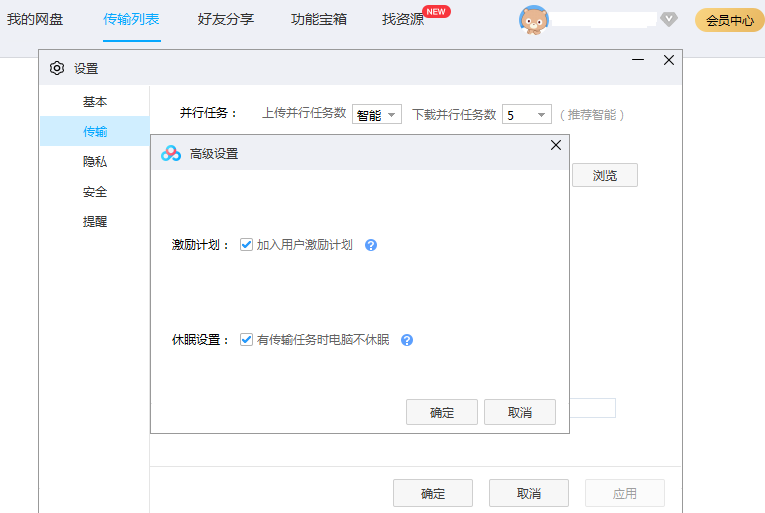 我的网盘 传输列表 好友分享 功能宝箱 找资源 NEW 会员中心
设置
基本
传输
隐私
安全
提醒
并行任务： 上传并行任务数 智能 下载并行任务数 5 （推荐智能）
浏览
高级设置
激励计划： 加入用户激励计划 ?
休眠设置： 有传输任务时电脑不休眠 ?
确定 取消
确定 取消 应用